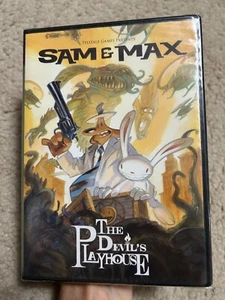 Telltale Games Presents
SAM & MAX
THE
DEVIL'S
PLAYHOUSE